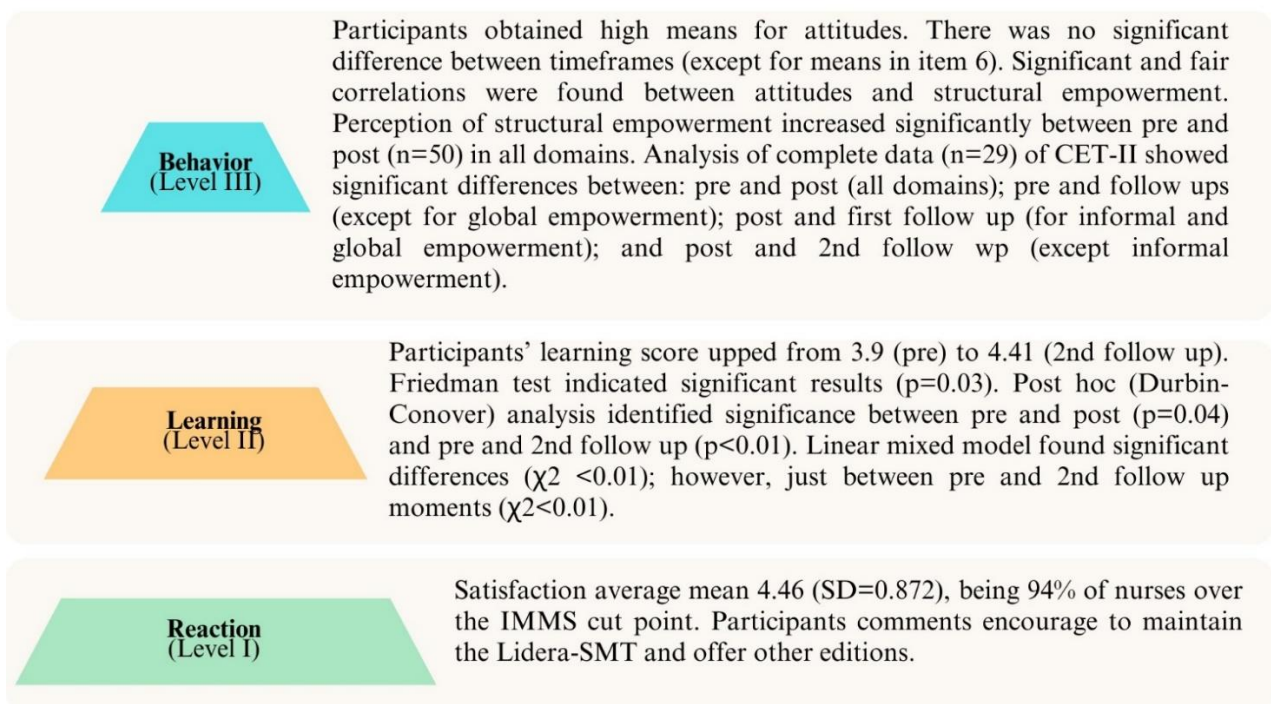 Behavior
(Level III)
Participants obtained high means for attitudes. There was no significant
difference between timeframes (except for means in item 6). Significant and fair
correlations were found between attitudes and structural empowerment.
Perception of structural empowerment increased significantly between pre and
post (n=50) in all domains. Analysis of complete data (n=29) of CET-II showed
significant differences between: pre and post (all domains); pre and follow ups
(except for global empowerment); post and first follow up (for informal and
global empowerment); and post and 2nd follow wp (except informal
empowerment).
Learning
(Level II)
Participants’ learning score upped from 3.9 (pre) to 4.41 (2nd follow up).
Friedman test indicated significant results (p=0.03). Post hoc (Durbin-
Conover) analysis identified significance between pre and post (p=0.04)
and pre and 2nd follow up (p<0.01). Linear mixed model found significant
differences (χ2 <0.01); however, just between pre and 2nd follow up
moments (χ2<0.01).
Reaction
(Level I)
Satisfaction average mean 4.46 (SD=0.872), being 94% of nurses over
the IMMS cut point. Participants comments encourage to maintain
the Lidera-SMT and offer other editions.